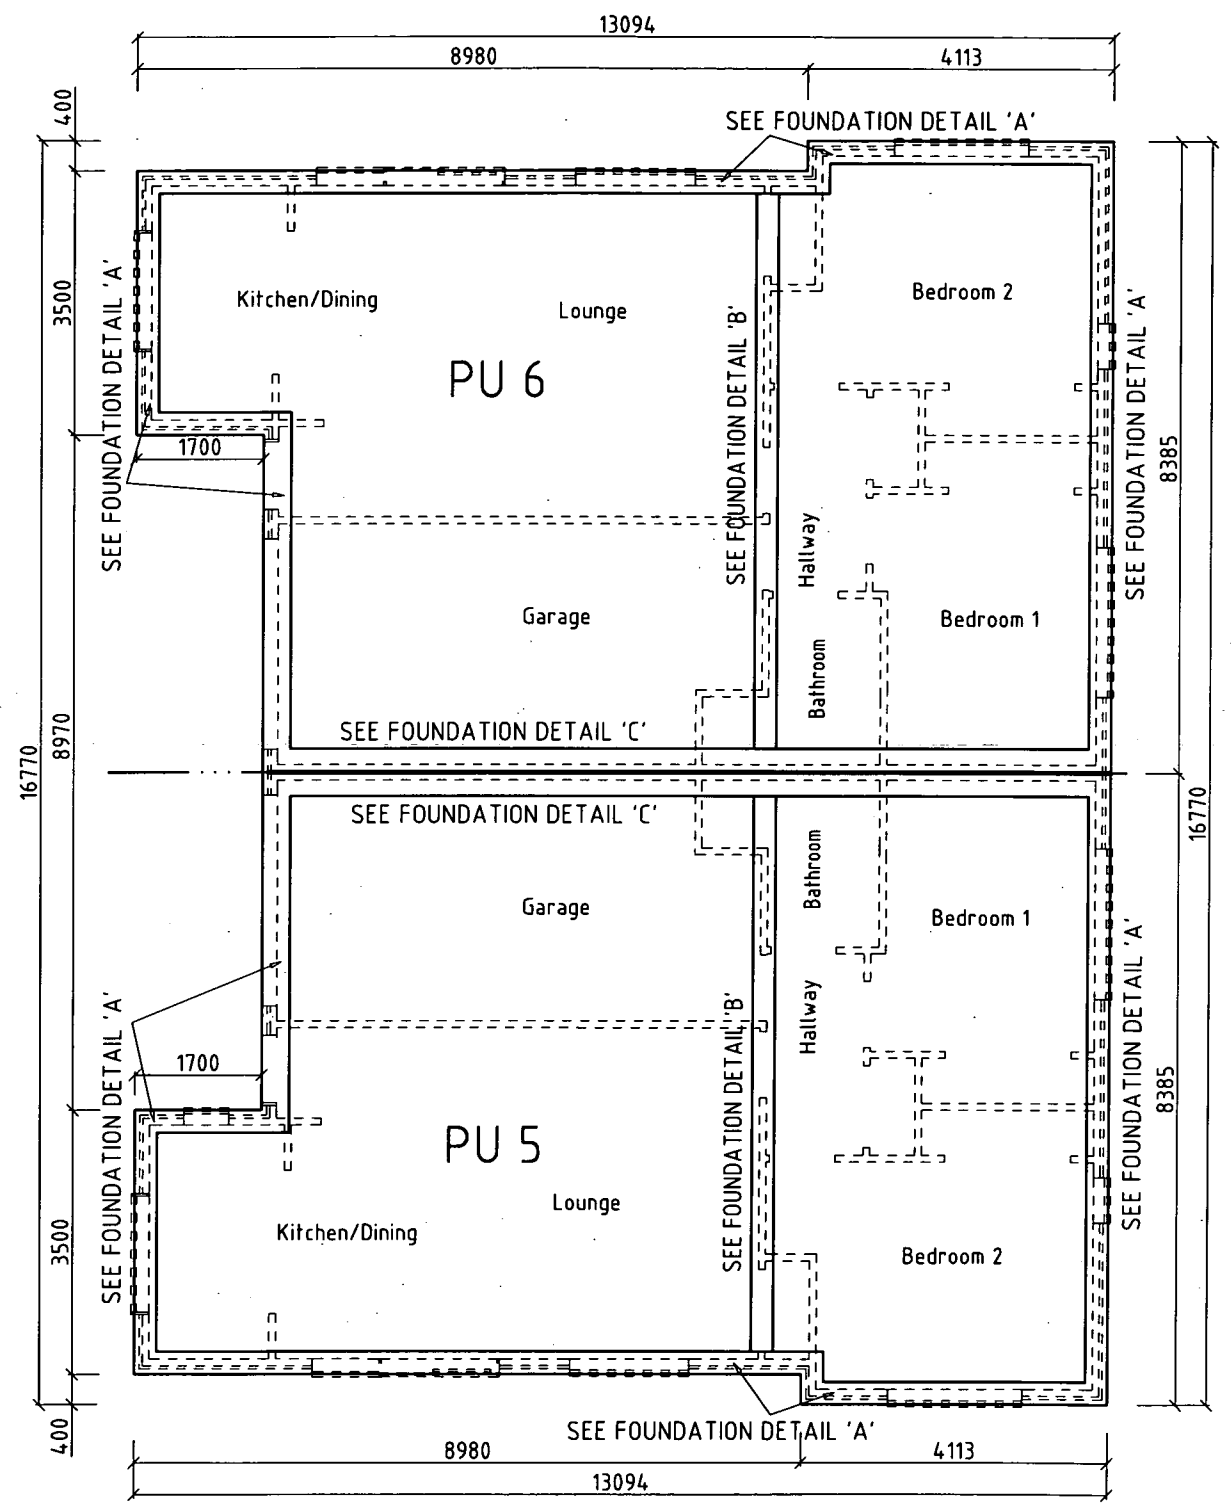 13094
8980
4113
400
SEE FOUNDATION DETAIL 'A'
3500
SEE FOUNDATION DETAIL 'A'
Kitchen/Dining
Lounge
Bedroom 2
SEE FOUNDATION DETAIL 'B'
SEE FOUNDATION DETAIL 'A'
PU 6
1700
8385
Hallway
Garage
Bedroom 1
Bathroom
SEE FOUNDATION DETAIL 'C'
16770
8970
16770
SEE FOUNDATION DETAIL 'C'
Bathroom
Garage
Bedroom 1
Hallway
SEE FOUNDATION DETAIL 'A'
SEE FOUNDATION DETAIL 'B'
SEE FOUNDATION DETAIL 'A'
1700
8385
PU 5
Lounge
Kitchen/Dining
Bedroom 2
3500
400
SEE FOUNDATION DETAIL 'A'
8980
4113
13094